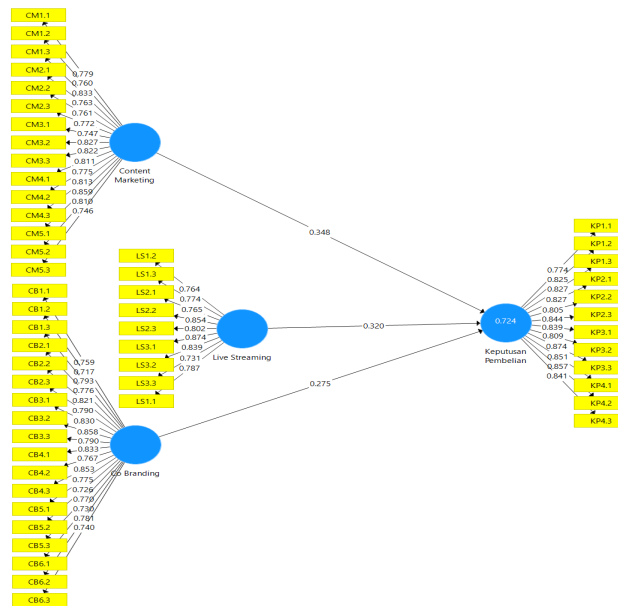 CM1.1
CM1.2
CM1.3
CM2.1
CM2.2
CM2.3
CM3.1
CM3.2
CM3.3
CM4.1
CM4.2
CM4.3
CM5.1
CM5.2
CM5.3
0.779
0.760
0.833
0.763
0.761
0.772
0.747
0.827
0.822
0.811
0.775
0.813
0.859
0.810
0.746
Content
Marketing
0.348
LS1.2
LS1.3
LS2.1
LS2.2
LS2.3
LS3.1
LS3.2
LS3.3
LS1.1
0.764
0.774
0.765
0.854
0.802
0.874
0.839
0.731
0.787
Live Streaming
0.320
CB1.1
CB1.2
CB1.3
CB2.1
CB2.2
CB2.3
CB3.1
CB3.2
CB3.3
CB4.1
CB4.2
CB4.3
CB5.1
CB5.2
CB5.3
CB6.1
CB6.2
CB6.3
0.759
0.717
0.793
0.776
0.821
0.790
0.830
0.858
0.790
0.833
0.767
0.853
0.775
0.726
0.770
0.730
0.781
0.740
Co Branding
0.275
0.724
Keputusan
Pembelian
0.774
0.825
0.827
0.827
0.805
0.844
0.839
0.809
0.874
0.851
0.857
0.841
KP1.1
KP1.2
KP1.3
KP2.1
KP2.2
KP2.3
KP3.1
KP3.2
KP3.3
KP4.1
KP4.2
KP4.3